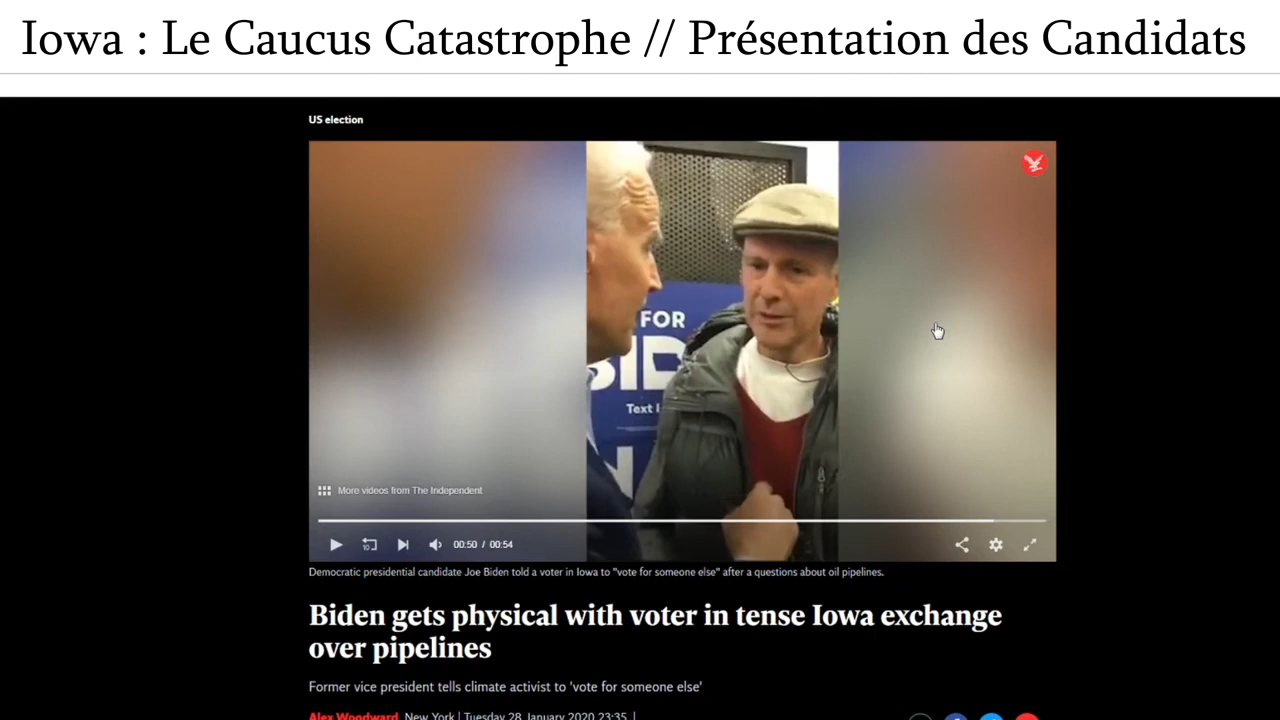 Iowa : Le Caucus Catastrophe // Présentation des Candidats
US election
FOR
BID
Text
N
More videos from The Independent
10
00:50 / 00:54
Democratic presidential candidate Joe Biden told a voter in Iowa to "vote for someone else" after a questions about oil pipelines.
Biden gets physical with voter in tense Iowa exchange
over pipelines
Former vice president tells climate activist to 'vote for someone else'
Alex Woodward New York | Tuesday 28 January 2020 23:35 |